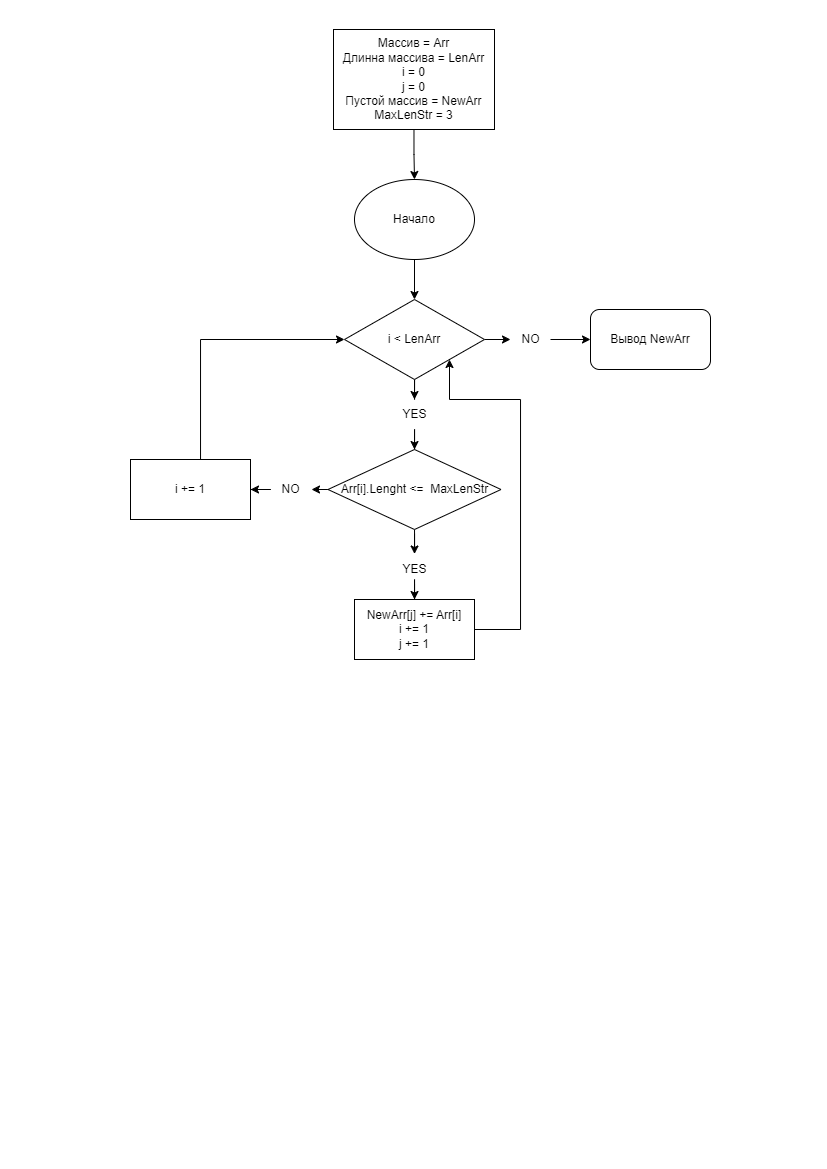 Массив = Arr
Длинна массива = LenArr
i = 0
j = 0
Пустой массив = NewArr
MaxLenStr = 3
Начало
i < LenArr
NO
Вывод NewArr
YES
i += 1
NO
Arr[i].Lenght <= MaxLenStr
YES
NewArr[j] += Arr[i]
i += 1
j += 1